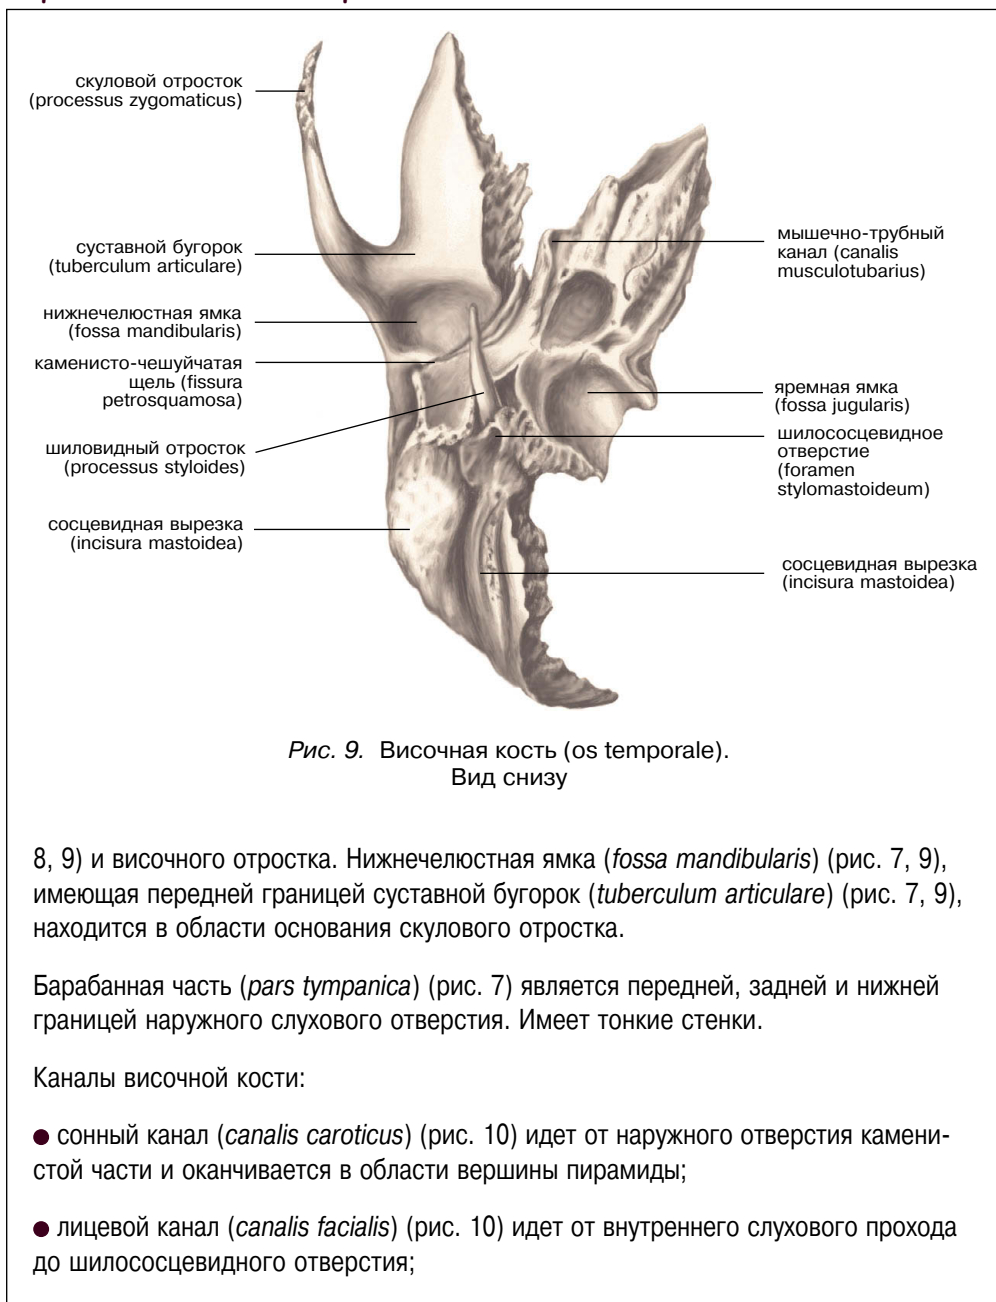 скуловой отросток
(processus zygomaticus)
суставной бугорок
(tuberculum articulare)
нижнечелюстная ямка
(fossa mandibularis)
каменисто-чешуйчатая
щель (fissura
petrosquamosa)
шиловидный отросток
(processus styloides)
сосцевидная вырезка
(incisura mastoidea)
мышечно-трубный
канал (canalis
musculotubarius)
яремная ямка
(fossa jugularis)
шилососцевидное
отверстие
(foramen
stylomastoideum)
сосцевидная вырезка
(incisura mastoidea)
Рис. 9. Височная кость (os temporale).
Вид снизу
8, 9) и височного отростка. Нижнечелюстная ямка (fossa mandibularis) (рис. 7, 9),
имеющая передней границей суставной бугорок (tuberculum articulare) (рис. 7, 9),
находится в области основания скулового отростка.
Барабанная часть (pars tympanica) (рис. 7) является передней, задней и нижней
границей наружного слухового отверстия. Имеет тонкие стенки.
Каналы височной кости:
● сонный канал (canalis caroticus) (рис. 10) идет от наружного отверстия камени-
стой части и оканчивается в области вершины пирамиды;
● лицевой канал (canalis facialis) (рис. 10) идет от внутреннего слухового прохода
до шилососцевидного отверстия;